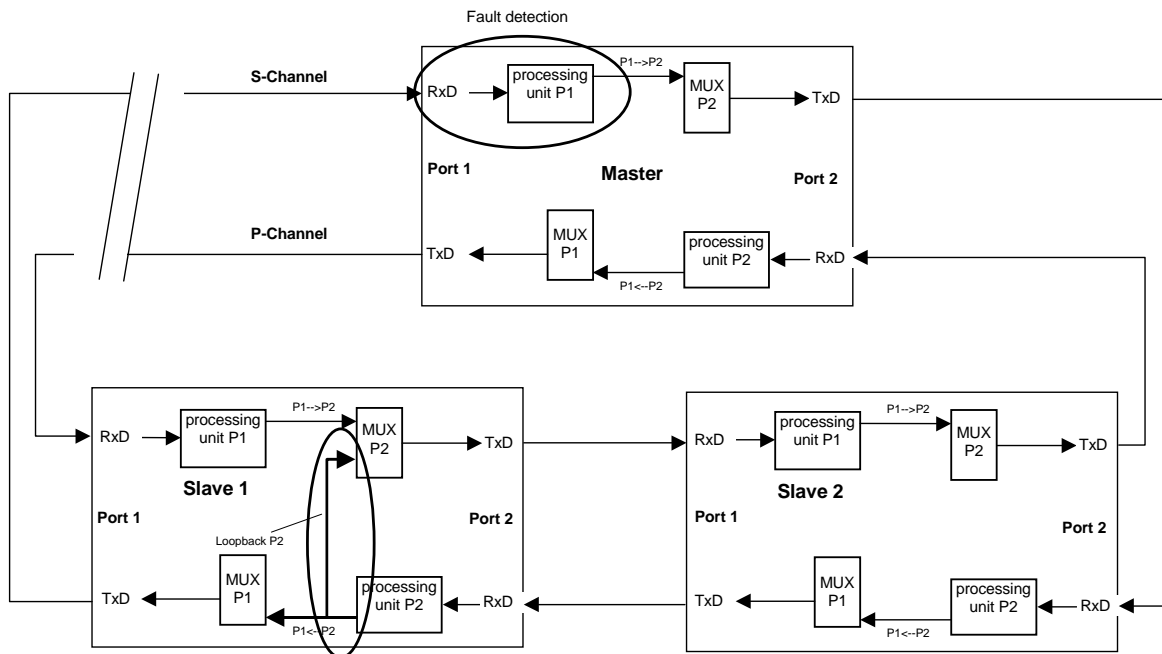 Fault detection
S-Channel
RxD
processing
unit P1
P1-->P2
MUX
P2
TxD
Port 1
Master
Port 2
P-Channel
TxD
MUX
P1
P1<--P2
processing
unit P2
RxD
RxD
processing
unit P1
P1-->P2
MUX
P2
TxD
Slave 1
Port 1
Port 2
Loopback P2
TxD
MUX
P1
P1<--P2
processing
unit P2
RxD
RxD
processing
unit P1
P1-->P2
MUX
P2
TxD
Slave 2
Port 1
Port 2
TxD
MUX
P1
P1<--P2
processing
unit P2
RxD